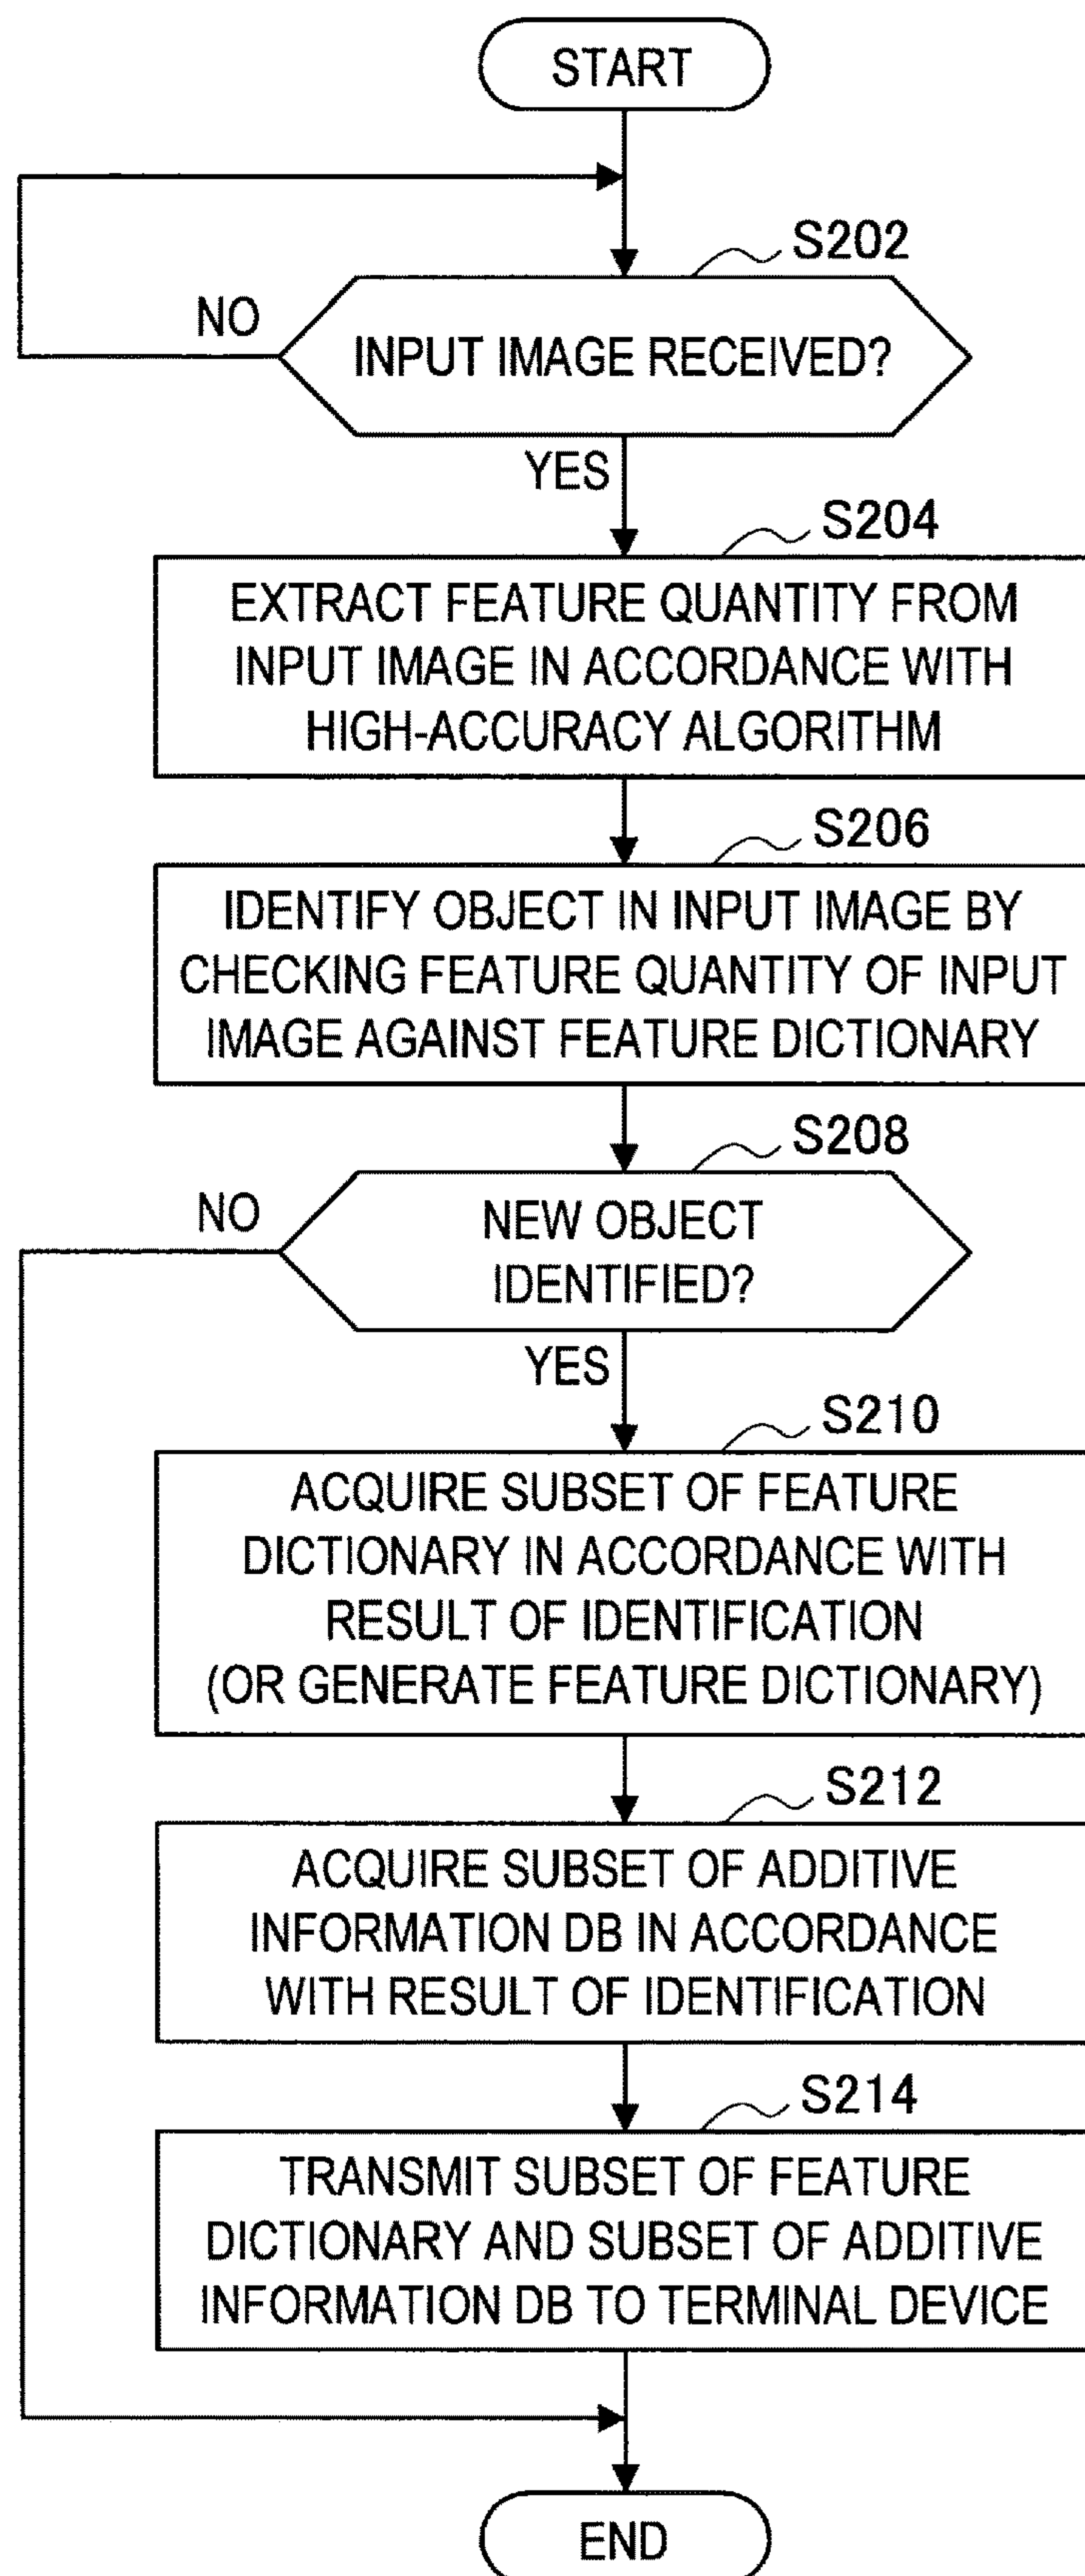 START
S202
NO
INPUT IMAGE RECEIVED?
YES
S204
EXTRACT FEATURE QUANTITY FROM
INPUT IMAGE IN ACCORDANCE WITH
HIGH-ACCURACY ALGORITHM
S206
IDENTIFY OBJECT IN INPUT IMAGE BY
CHECKING FEATURE QUANTITY OF INPUT
IMAGE AGAINST FEATURE DICTIONARY
S208
NO
NEW OBJECT
IDENTIFIED?
YES
S210
ACQUIRE SUBSET OF FEATURE
DICTIONARY IN ACCORDANCE WITH
RESULT OF IDENTIFICATION
(OR GENERATE FEATURE DICTIONARY)
S212
ACQUIRE SUBSET OF ADDITIVE
INFORMATION DB IN ACCORDANCE
WITH RESULT OF IDENTIFICATION
S214
TRANSMIT SUBSET OF FEATURE
DICTIONARY AND SUBSET OF ADDITIVE
INFORMATION DB TO TERMINAL DEVICE
END